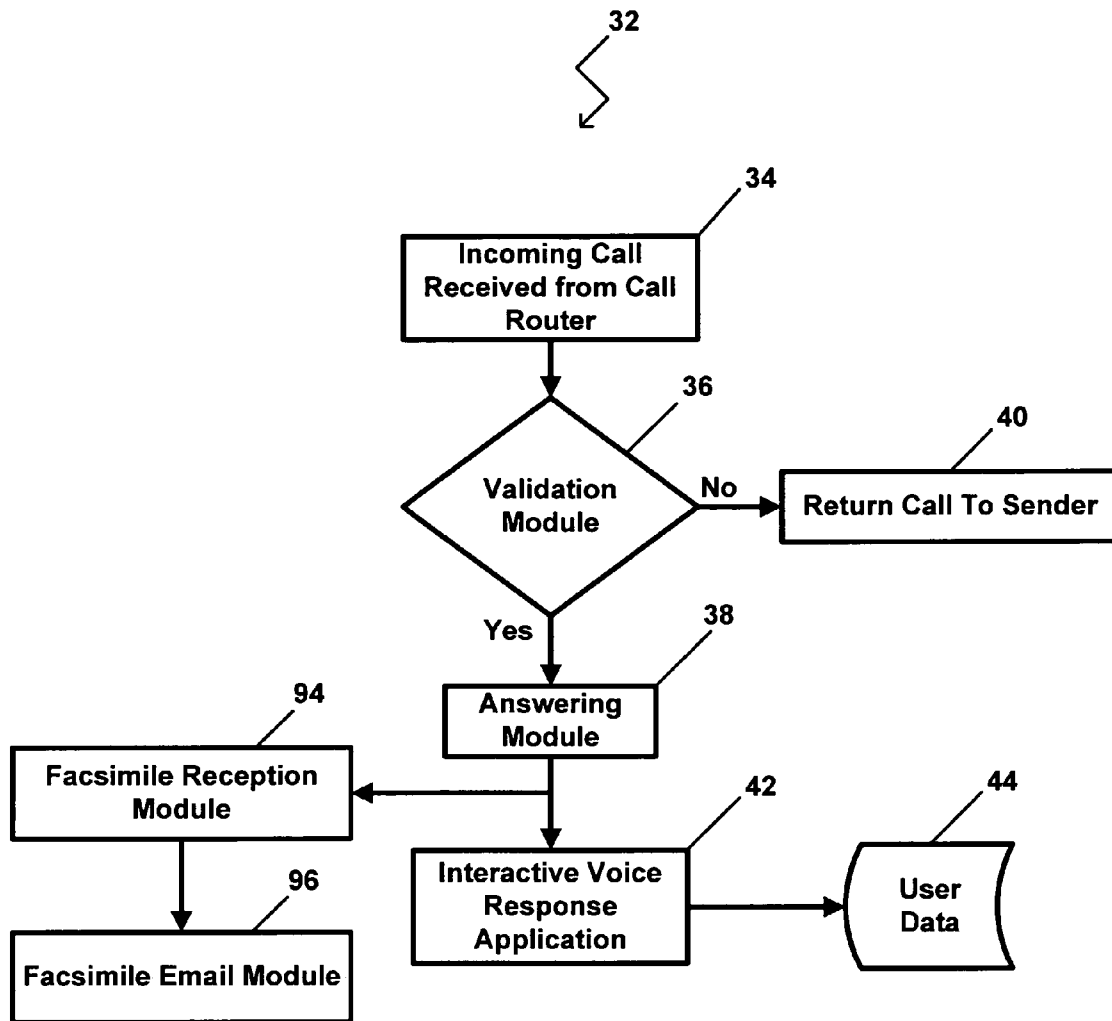 32
34
Incoming Call
Received from Call
Router
36
Validation
Module
No
40
Return Call To Sender
Yes
38
Answering
Module
94
Facsimile Reception
Module
42
Interactive Voice
Response
Application
44
User
Data
96
Facsimile Email Module